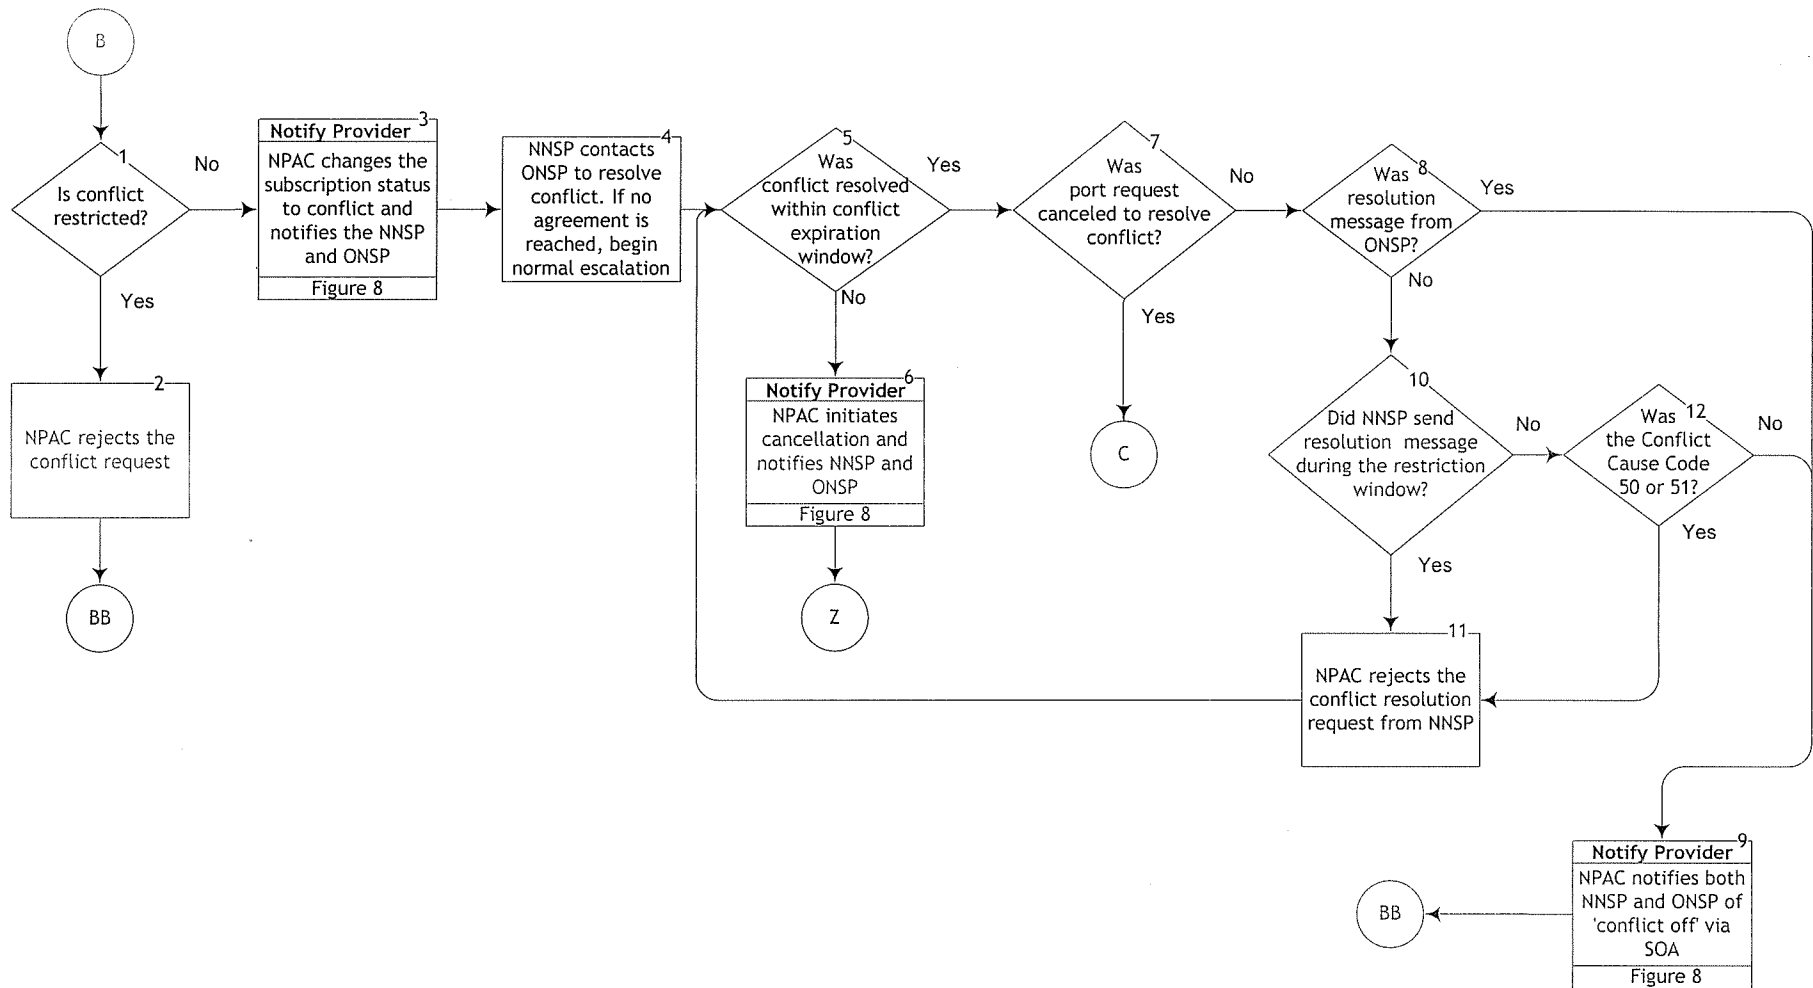 B
1
Is conflict
restricted?
No
Yes
2
NPAC rejects the
conflict request
BB
3
Notify Provider
NPAC changes the
subscription status
to conflict and
notifies the NNSP
and ONSP
Figure 8
4
NNSP contacts
ONSP to resolve
conflict. If no
agreement is
reached, begin
normal escalation
5
Was
conflict resolved
within conflict
expiration
window?
Yes
No
6
Notify Provider
NPAC initiates
cancellation and
notifies NNSP and
ONSP
Figure 8
Z
7
Was
port request
canceled to resolve
conflict?
No
Yes
C
8
Was
resolution
message from
ONSP?
Yes
No
10
Did NNSP send
resolution message
during the restriction
window?
No
Yes
11
NPAC rejects the
conflict resolution
request from NNSP
12
Was
the Conflict
Cause Code
50 or 51?
No
Yes
9
Notify Provider
NPAC notifies both
NNSP and ONSP of
'conflict off' via
SOA
Figure 8
BB